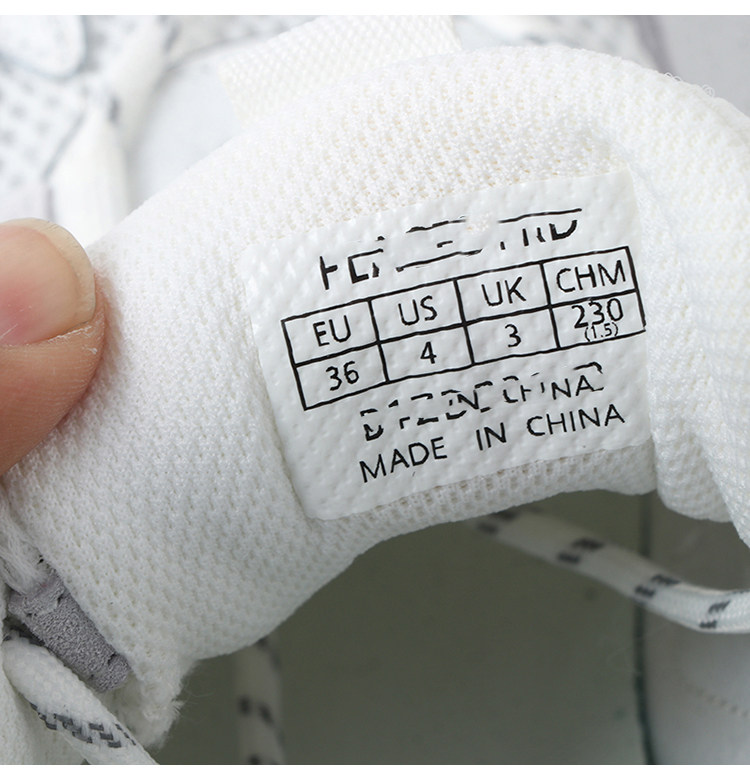 EU US UK CHM
36 4 3 230
(1.5)
MADE IN CHINA